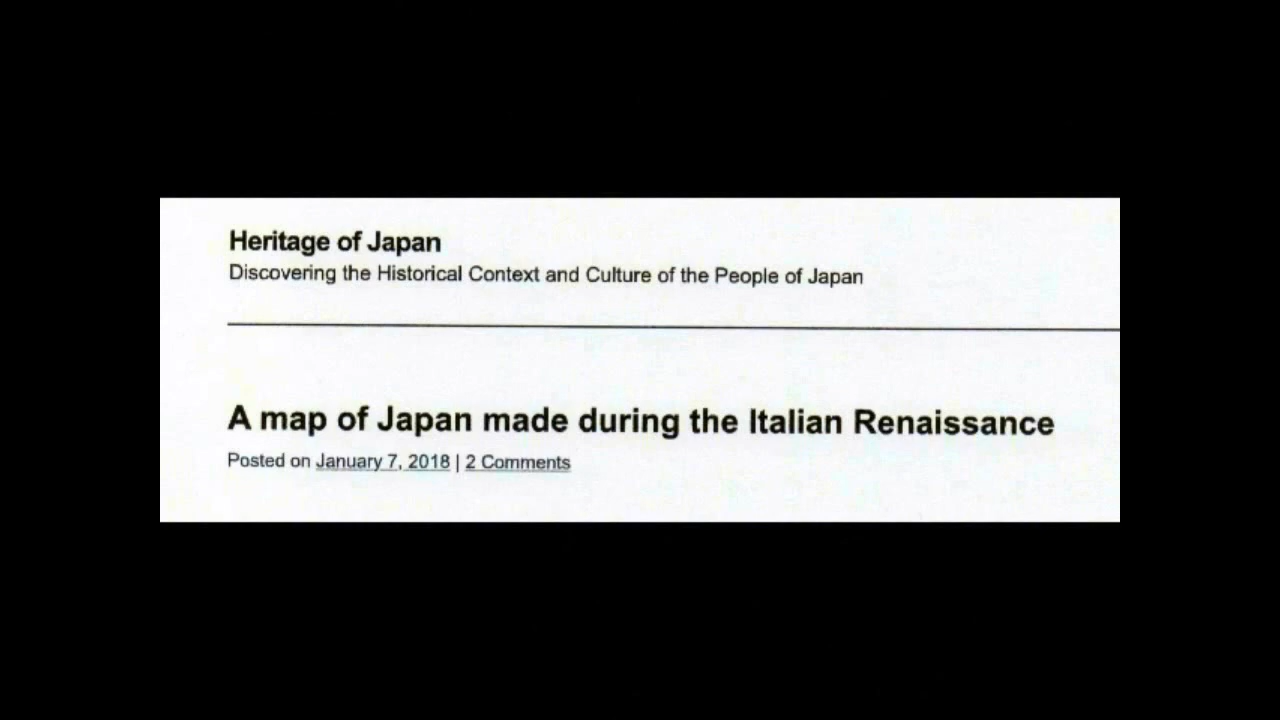 Heritage of Japan
Discovering the Historical Context and Culture of the People of Japan
A map of Japan made during the Italian Renaissance
Posted on January 7, 2018 | 2 Comments